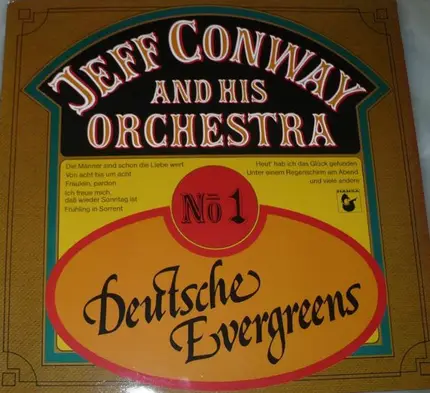 JEFF CONWAY
AND HIS
ORCHESTRA
Die Männer sind schon die Liebe wert
Von acht bis um acht
Fräulein, pardon
Ich freue mich,
daß wieder Sonntag ist
Frühling in Sorrent
Heut' hab ich das Glück gefunden
Unter einem Regenschirm am Abend
und viele andere
HANSA
No 1
Deutsche
Evergreens